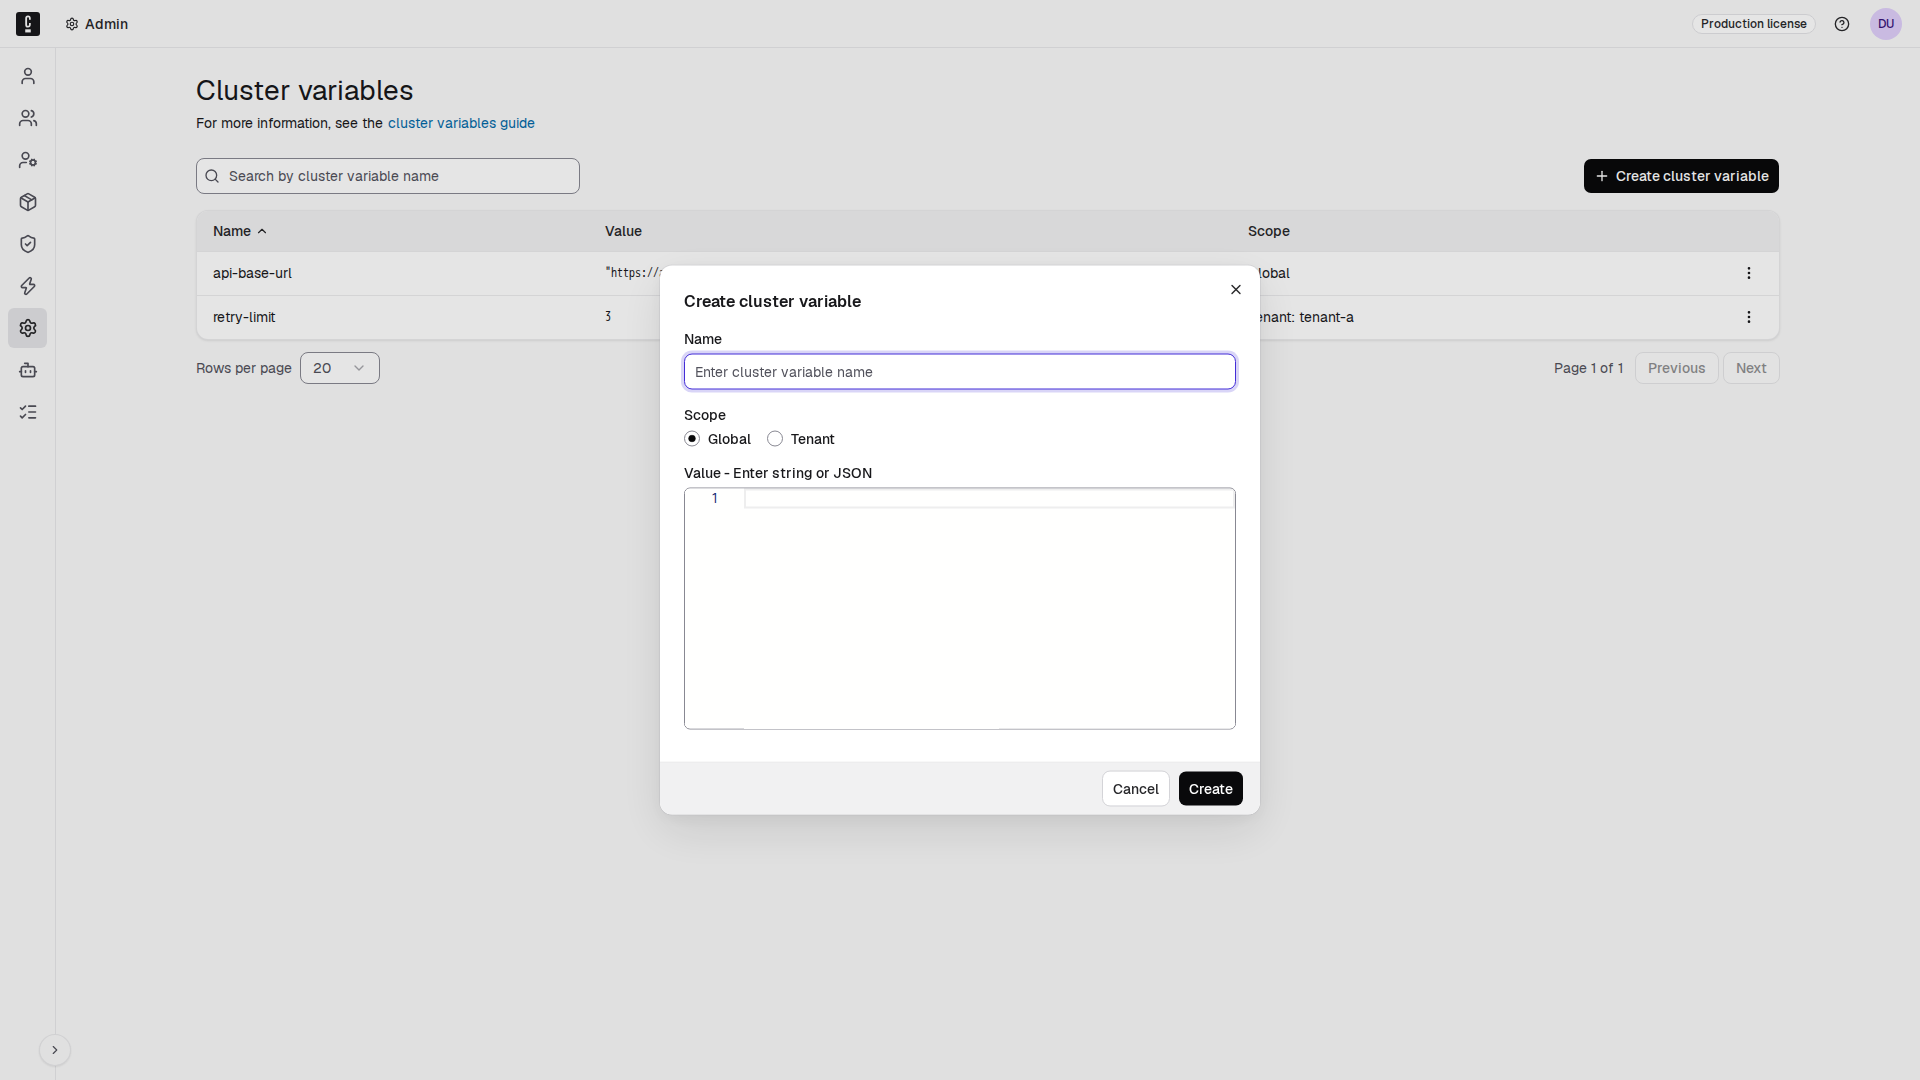 Admin
Production license
DU
Cluster variables
For more information, see the cluster variables guide
Search by cluster variable name
Create cluster variable
Name Value Scope
api-base-url "https://
retry-limit 3 tenant-a
Rows per page 20
Page 1 of 1 Previous Next
Create cluster variable
Name
Enter cluster variable name
Scope
Global Tenant
Value - Enter string or JSON
1
Cancel Create